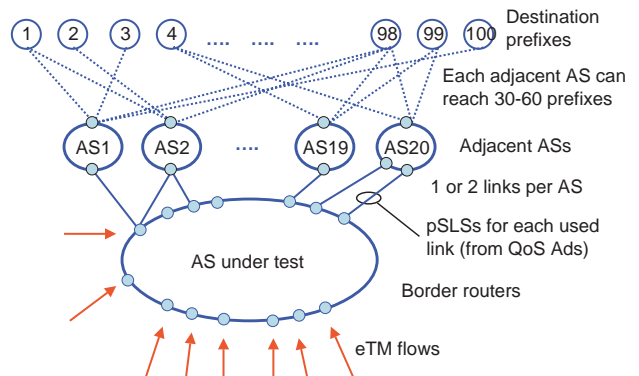 Destination
prefixes
1 2 3 4 .... .... .... 98 99 100
Each adjacent AS can
reach 30-60 prefixes
AS1 AS2 .... AS19 AS20
Adjacent ASs
1 or 2 links per AS
pSLSs for each used
link (from QoS Ads)
AS under test
Border routers
eTM flows